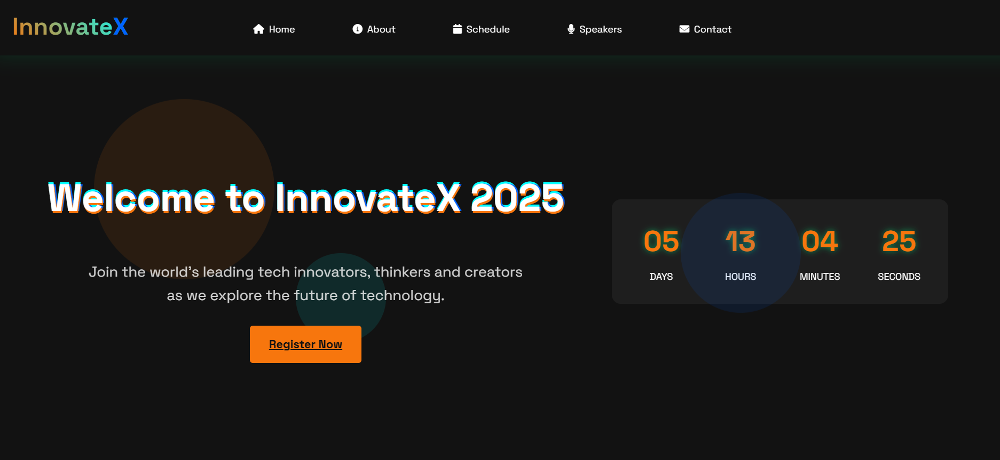 InnovateX
Home
About
Schedule
Speakers
Contact
Welcome to InnovateX 2025
Join the world's leading tech innovators, thinkers and creators
as we explore the future of technology.
Register Now
05 13 04 25
DAYS HOURS MINUTES SECONDS